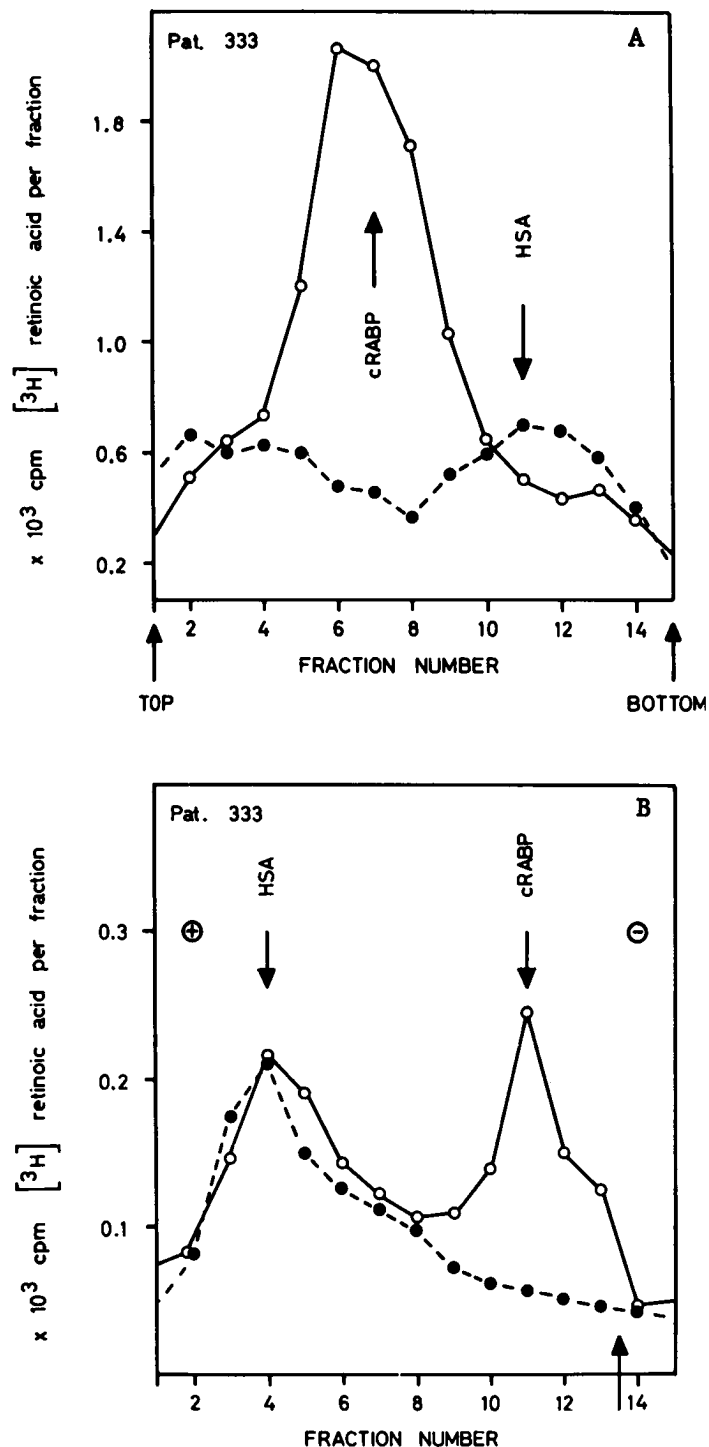 Pat. 333
A
x 10³ cpm [³H] retinoic acid per fraction
1.8
1.4
1.0
0.6
0.2
cRABP
HSA
2 4 6 8 10 12 14
FRACTION NUMBER
TOP
BOTTOM
Pat. 333
B
x 10³ cpm [³H] retinoic acid per fraction
HSA
cRABP
+
-
0.3
0.2
0.1
2 4 6 8 10 12 14
FRACTION NUMBER